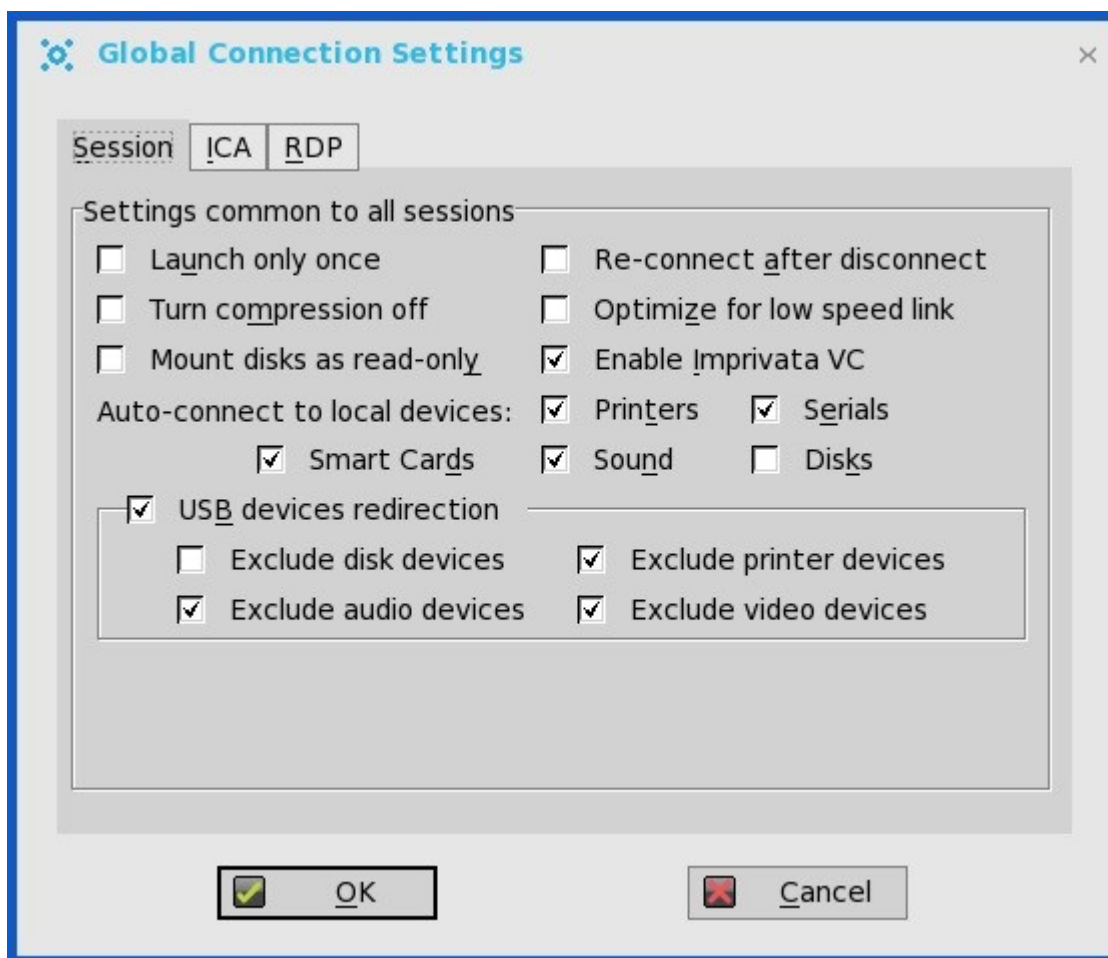 Global Connection Settings
Session ICA RDP
Settings common to all sessions
Launch only once Re-connect after disconnect
Turn compression off Optimize for low speed link
Mount disks as read-only Enable Imprivata VC
Auto-connect to local devices: Printers Serials
Smart Cards Sound Disks
USB devices redirection
Exclude disk devices Exclude printer devices
Exclude audio devices Exclude video devices
OK Cancel